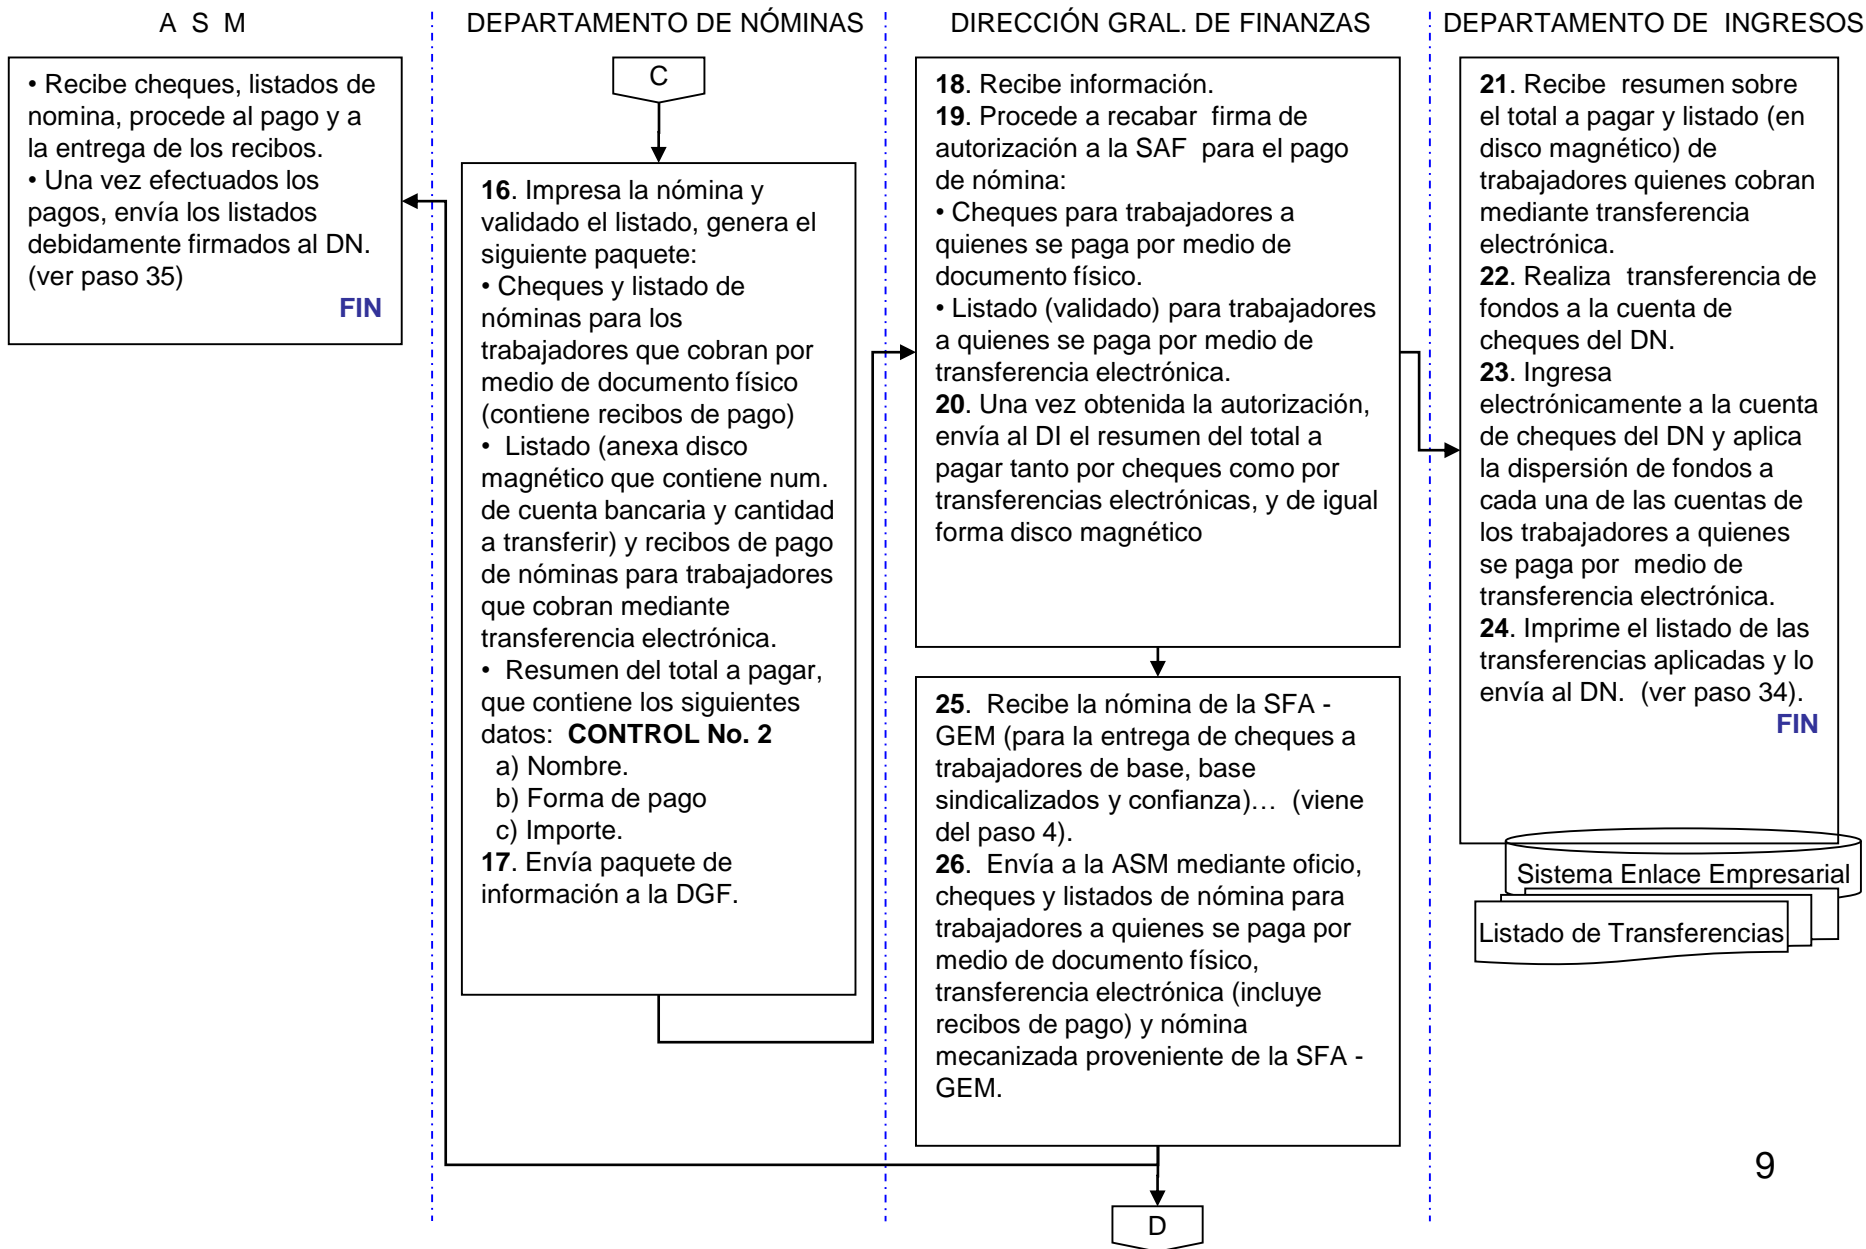 A S M
• Recibe cheques, listados de
nomina, procede al pago y a
la entrega de los recibos.
• Una vez efectuados los
pagos, envía los listados
debidamente firmados al DN.
(ver paso 35)
FIN
DEPARTAMENTO DE NÓMINAS
C
16. Impresa la nómina y
validado el listado, genera el
siguiente paquete:
• Cheques y listado de
nóminas para los
trabajadores que cobran por
medio de documento físico
(contiene recibos de pago)
• Listado (anexa disco
magnético que contiene num.
de cuenta bancaria y cantidad
a transferir) y recibos de pago
de nóminas para trabajadores
que cobran mediante
transferencia electrónica.
• Resumen del total a pagar,
que contiene los siguientes
datos: CONTROL No. 2
a) Nombre.
b) Forma de pago
c) Importe.
17. Envía paquete de
información a la DGF.
DIRECCIÓN GRAL. DE FINANZAS
18. Recibe información.
19. Procede a recabar firma de
autorización a la SAF para el pago
de nómina:
• Cheques para trabajadores a
quienes se paga por medio de
documento físico.
• Listado (validado) para trabajadores
a quienes se paga por medio de
transferencia electrónica.
20. Una vez obtenida la autorización,
envía al DI el resumen del total a
pagar tanto por cheques como por
transferencias electrónicas, y de igual
forma disco magnético
25. Recibe la nómina de la SFA -
GEM (para la entrega de cheques a
trabajadores de base, base
sindicalizados y confianza)… (viene
del paso 4).
26. Envía a la ASM mediante oficio,
cheques y listados de nómina para
trabajadores a quienes se paga por
medio de documento físico,
transferencia electrónica (incluye
recibos de pago) y nómina
mecanizada proveniente de la SFA -
GEM.
D
DEPARTAMENTO DE INGRESOS
21. Recibe resumen sobre
el total a pagar y listado (en
disco magnético) de
trabajadores quienes cobran
mediante transferencia
electrónica.
22. Realiza transferencia de
fondos a la cuenta de
cheques del DN.
23. Ingresa
electrónicamente a la cuenta
de cheques del DN y aplica
la dispersión de fondos a
cada una de las cuentas de
los trabajadores a quienes
se paga por medio de
transferencia electrónica.
24. Imprime el listado de las
transferencias aplicadas y lo
envía al DN. (ver paso 34).
FIN
Sistema Enlace Empresarial
Listado de Transferencias
9